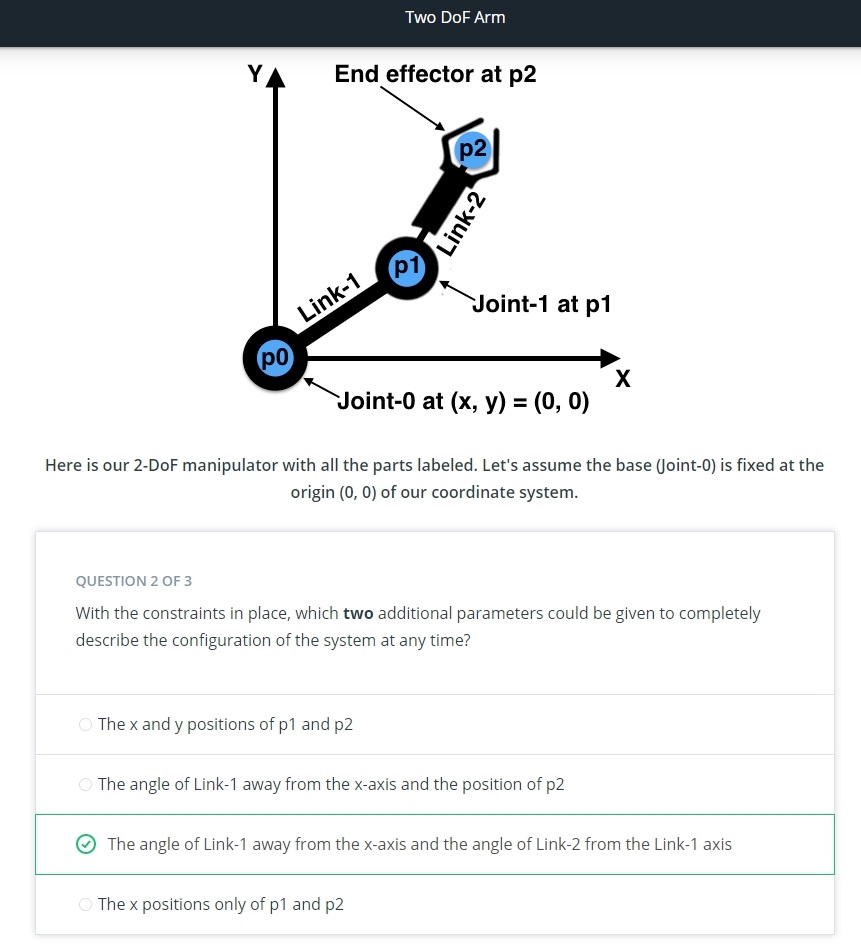 Two DoF Arm
Y
End effector at p2
p2
Link-2
p1
Link-1
Joint-1 at p1
p0
X
Joint-0 at (x, y) = (0, 0)
Here is our 2-DoF manipulator with all the parts labeled. Let's assume the base (Joint-0) is fixed at the
origin (0, 0) of our coordinate system.
QUESTION 2 OF 3
With the constraints in place, which two additional parameters could be given to completely
describe the configuration of the system at any time?
The x and y positions of p1 and p2
The angle of Link-1 away from the x-axis and the position of p2
The angle of Link-1 away from the x-axis and the angle of Link-2 from the Link-1 axis
The x positions only of p1 and p2